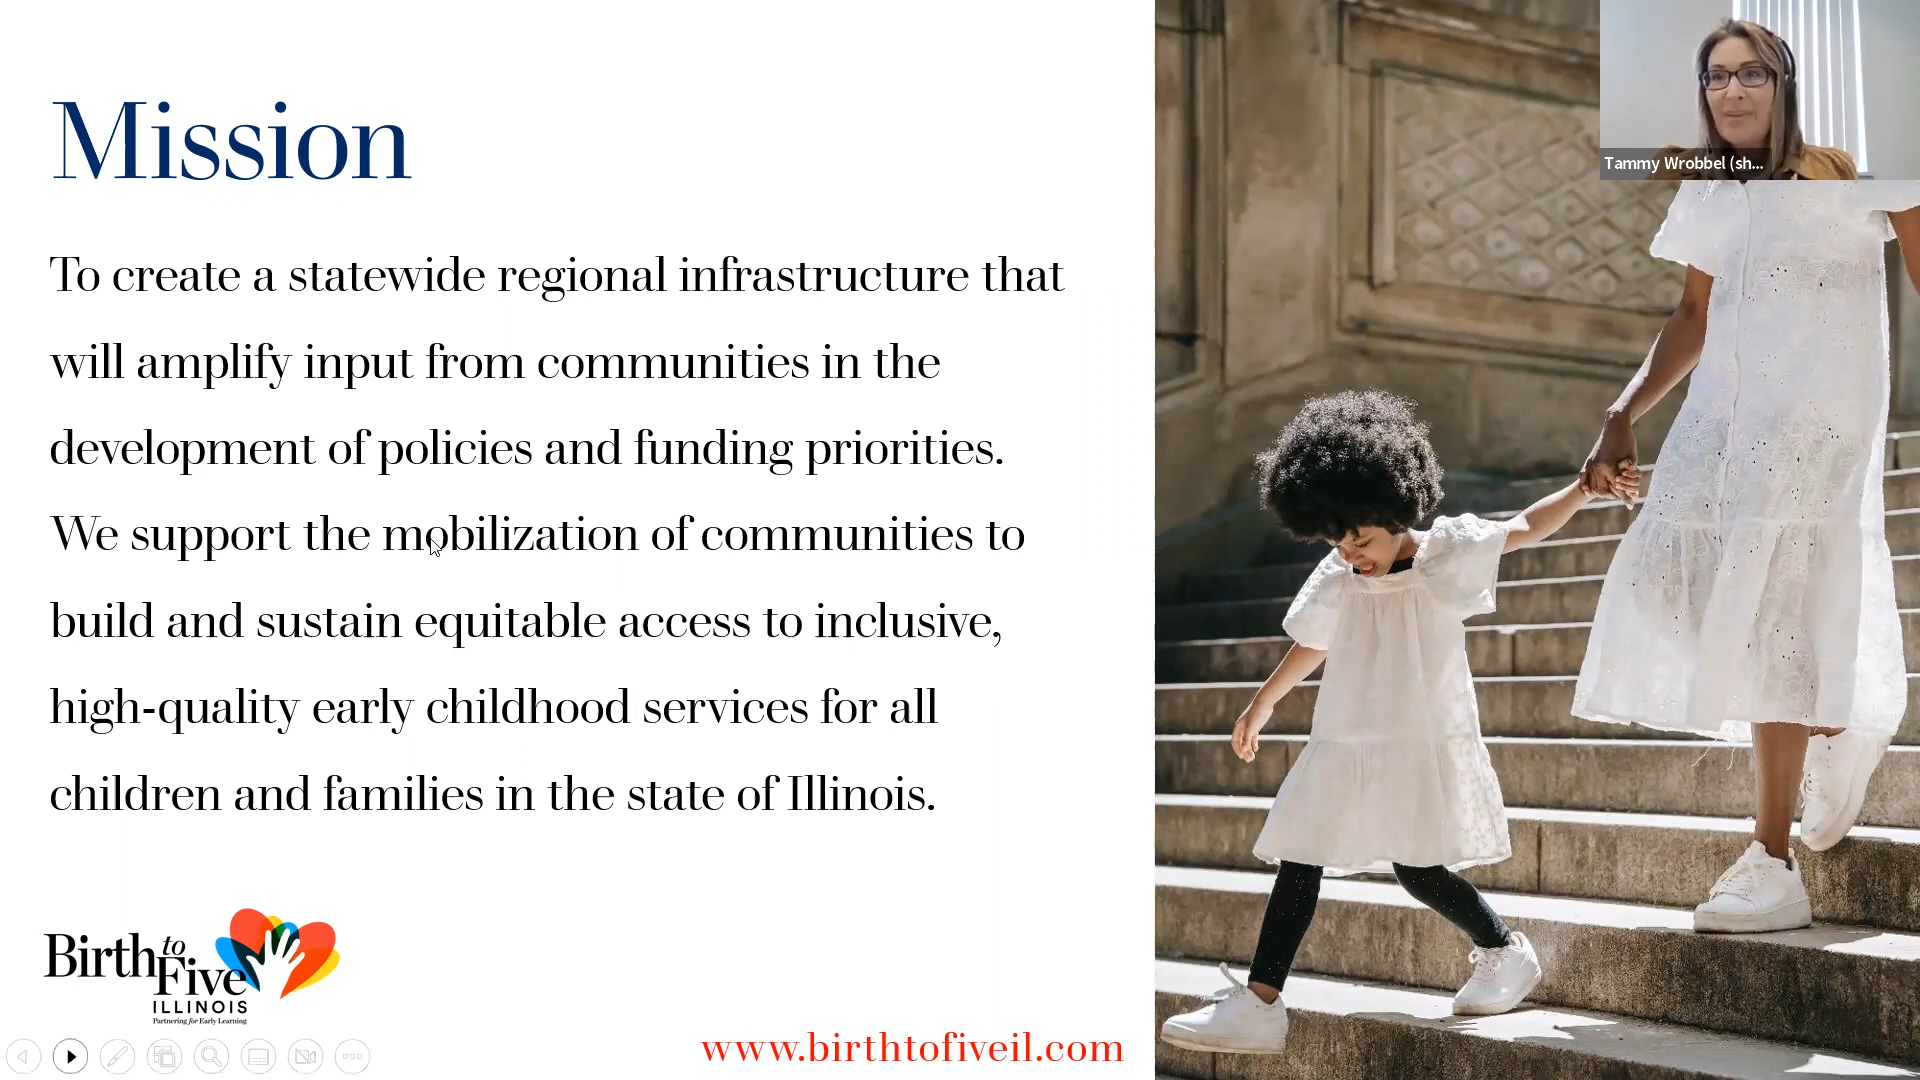 Mission
To create a statewide regional infrastructure that
will amplify input from communities in the
development of policies and funding priorities.
We support the mobilization of communities to
build and sustain equitable access to inclusive,
high-quality early childhood services for all
children and families in the state of Illinois.
Birth to Five
ILLINOIS
Partnering for Early Learning
www.birthtofiveil.com
Tammy Wrobbel (sh...